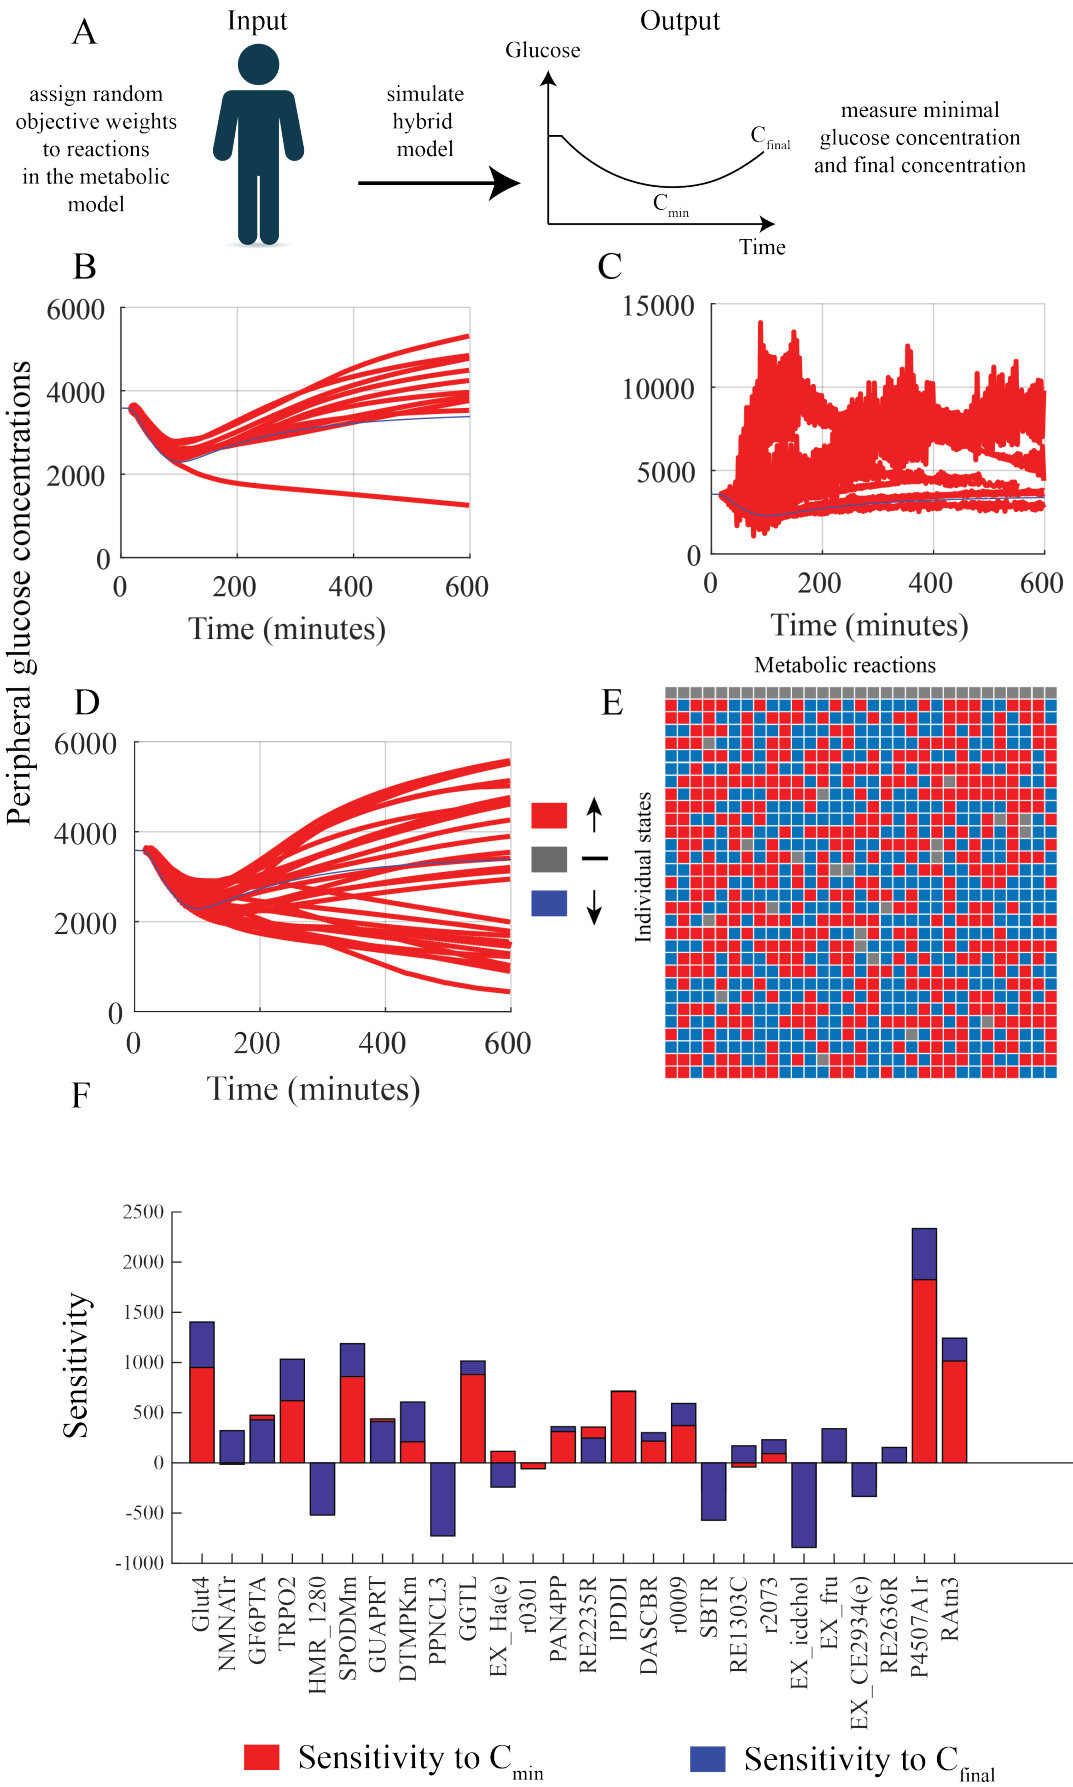 A
Input
Output
assign random
objective weights
to reactions
in the metabolic
model
simulate
hybrid
model
Glucose
C final
C min
Time
measure minimal
glucose concentration
and final concentration
B
C
Peripheral glucose concentrations
6000
4000
2000
0
0 200 400 600
Time (minutes)
15000
10000
5000
0
0 200 400 600
Time (minutes)
D
6000
4000
2000
0
0 200 400 600
Time (minutes)
E
Metabolic reactions
Individual states
F
Sensitivity
2500
2000
1500
1000
500
0
-500
-1000
Glut4
NMNATr
GF6PTA
TRPO2
HMR_1280
SPODMm
GUAPRT
DTMPKm
PPNCL3
GGTL
EX_Ha(e)
r0301
PAN4PP
RE2235R
IPDDI
DASCBR
r0009
SBTR
RE1303C
r2073
EX_icdchol
EX_fru
EX_CE2934(e)
RE2636R
P4507A1r
RAtn3
Sensitivity to C min
Sensitivity to C final